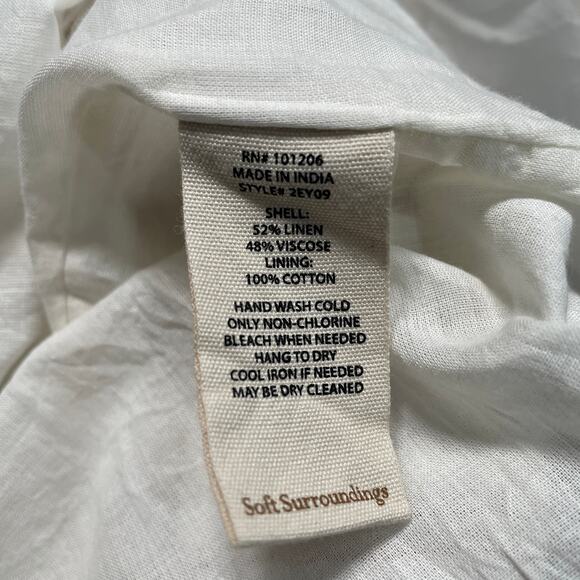 RN# 101206
MADE IN INDIA
STYLE# 2EY09
SHELL:
52% LINEN
48% VISCOSE
LINING:
100% COTTON
HAND WASH COLD
ONLY NON-CHLORINE
BLEACH WHEN NEEDED
HANG TO DRY
COOL IRON IF NEEDED
MAY BE DRY CLEANED
Soft Surroundings